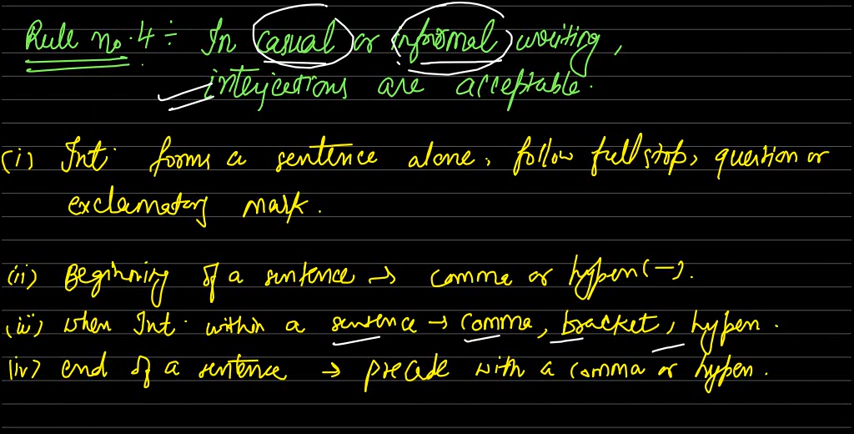 Rule no. 4 :- In casual or informal writing,
interjections are acceptable.
(i) Int. forms a sentence alone, follow full stop, question or
exclamatory mark.
(ii) Beginning of a sentence → comma or hypen (-).
(iii) when Int. within a sentence → comma, bracket, hypen.
(iv) end of a sentence → precede with a comma or hypen.